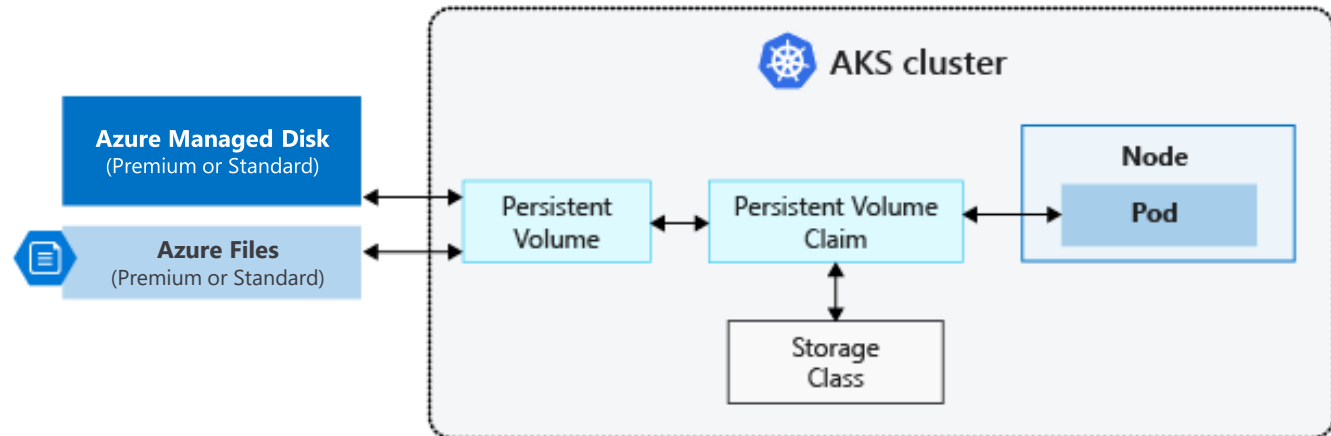 AKS cluster
Azure Managed Disk
(Premium or Standard)
Azure Files
(Premium or Standard)
Persistent
Volume
Persistent Volume
Claim
Node
Pod
Storage
Class